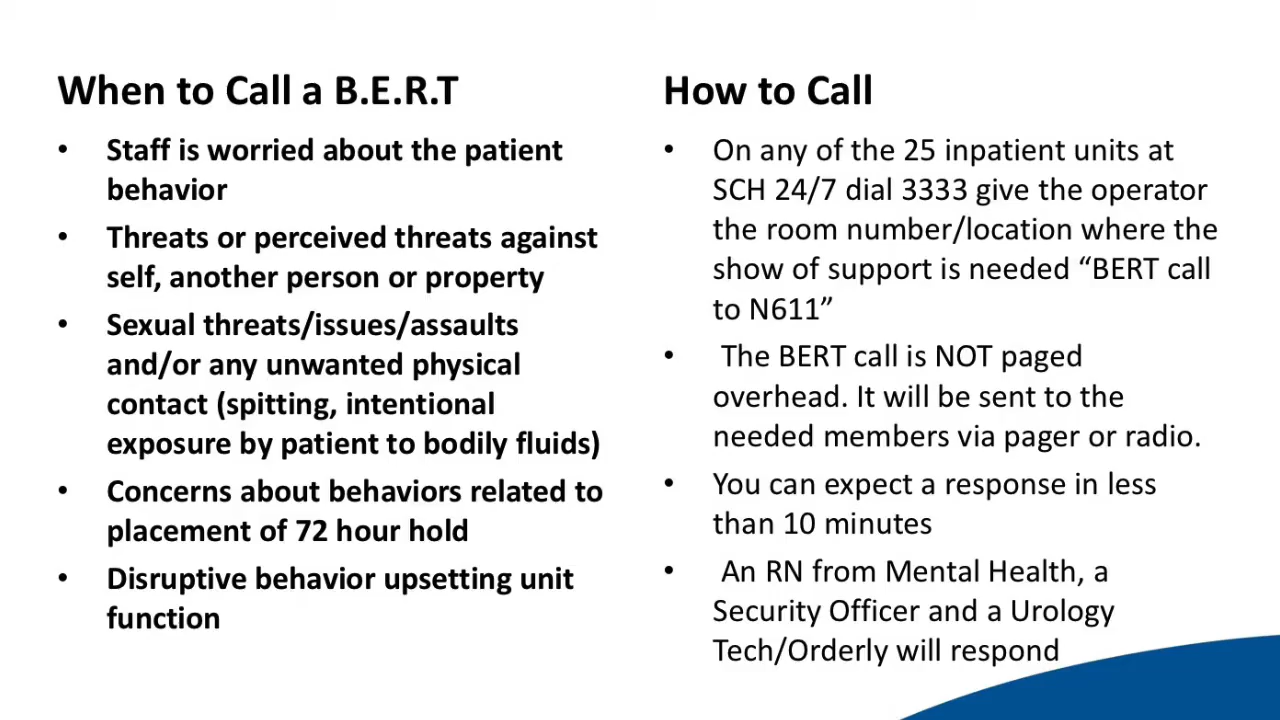 When to Call a B.E.R.T
• Staff is worried about the patient
behavior
• Threats or perceived threats against
self, another person or property
• Sexual threats/issues/assaults
and/or any unwanted physical
contact (spitting, intentional
exposure by patient to bodily fluids)
• Concerns about behaviors related to
placement of 72 hour hold
• Disruptive behavior upsetting unit
function
How to Call
• On any of the 25 inpatient units at
SCH 24/7 dial 3333 give the operator
the room number/location where the
show of support is needed “BERT call
to N611”
• The BERT call is NOT paged
overhead. It will be sent to the
needed members via pager or radio.
• You can expect a response in less
than 10 minutes
• An RN from Mental Health, a
Security Officer and a Urology
Tech/Orderly will respond